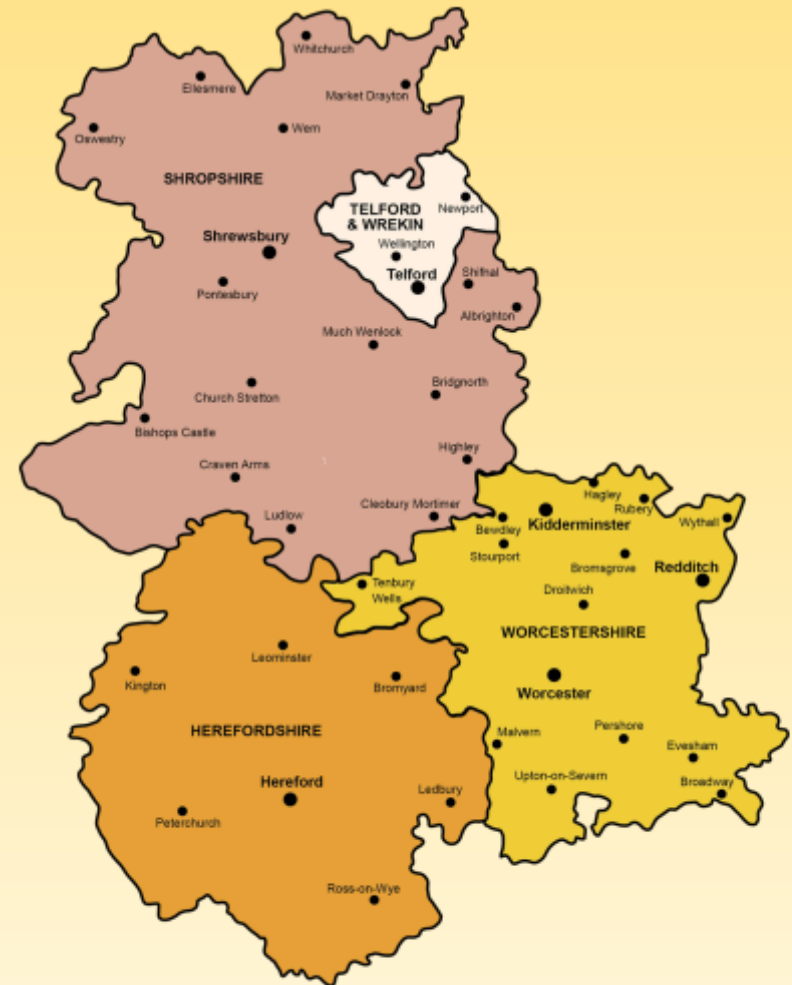 Whitchurch
Ellesmere
Market Drayton
Oswestry
Wem
SHROPSHIRE
TELFORD
& WREKIN
Newport
Shrewsbury
Wellington
Telford
Shifnal
Pontesbury
Albrighton
Much Wenlock
Bridgnorth
Church Stretton
Bishops Castle
Highley
Craven Arms
Cleobury Mortimer
Ludlow
Hagley
Rubery
Kidderminster
Wythall
Bewdley
Stourport
Bromsgrove
Redditch
Tenbury
Wells
Droitwich
WORCESTERSHIRE
Leominster
Kington
Bromyard
Worcester
HEREFORDSHIRE
Malvern
Pershore
Evesham
Hereford
Upton-on-Severn
Broadway
Ledbury
Peterchurch
Ross-on-Wye